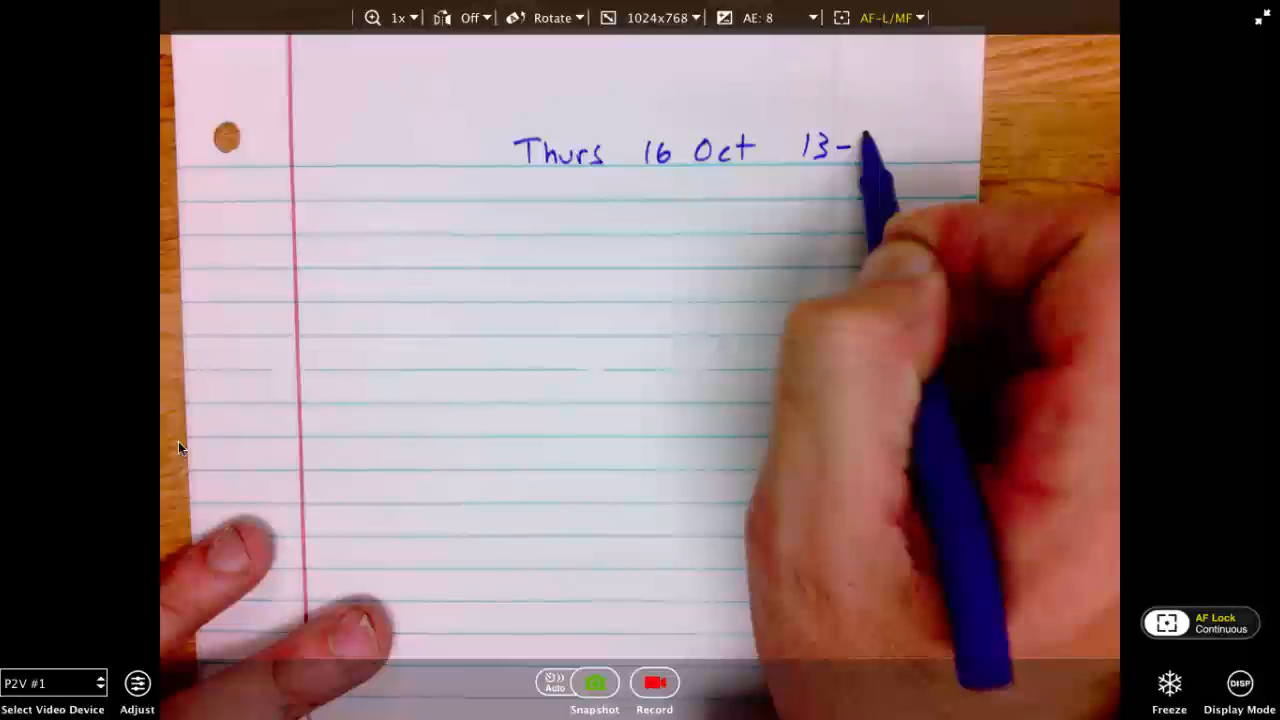 1x Off Rotate 1024x768 AE: 8 AF-L/MF
Thurs 16 Oct 13-
AF Lock
Continuous
P2V #1
Select Video Device
Adjust
Auto
Snapshot
Record
Freeze
DISP
Display Mode